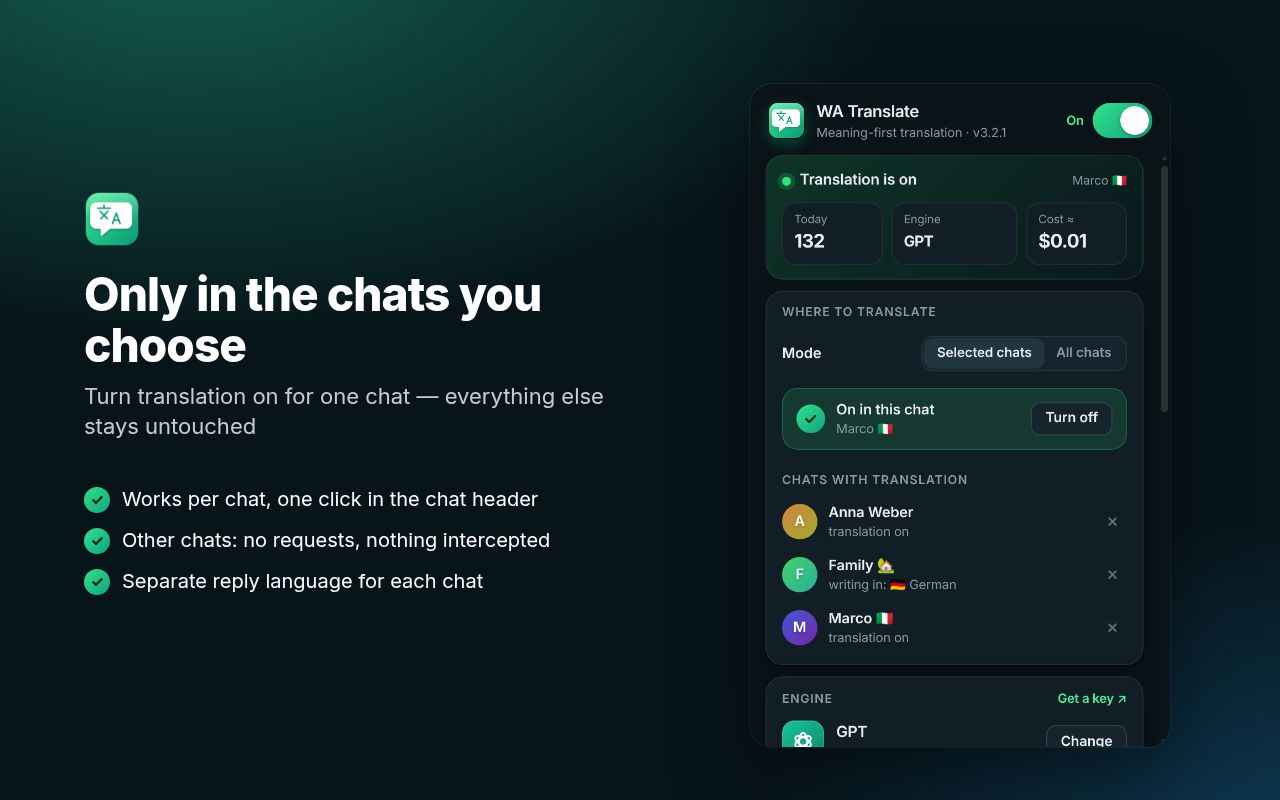 Only in the chats you
choose
Turn translation on for one chat — everything else
stays untouched
Works per chat, one click in the chat header
Other chats: no requests, nothing intercepted
Separate reply language for each chat
WA Translate
Meaning-first translation · v3.2.1
On
Translation is on
Marco 🇮🇹
Today
132
Engine
GPT
Cost ≈
$0.01
WHERE TO TRANSLATE
Mode
Selected chats
All chats
On in this chat
Marco 🇮🇹
Turn off
CHATS WITH TRANSLATION
A
Anna Weber
translation on
F
Family 🏡
writing in: 🇩🇪 German
M
Marco 🇮🇹
translation on
ENGINE
Get a key ↗
GPT
Change